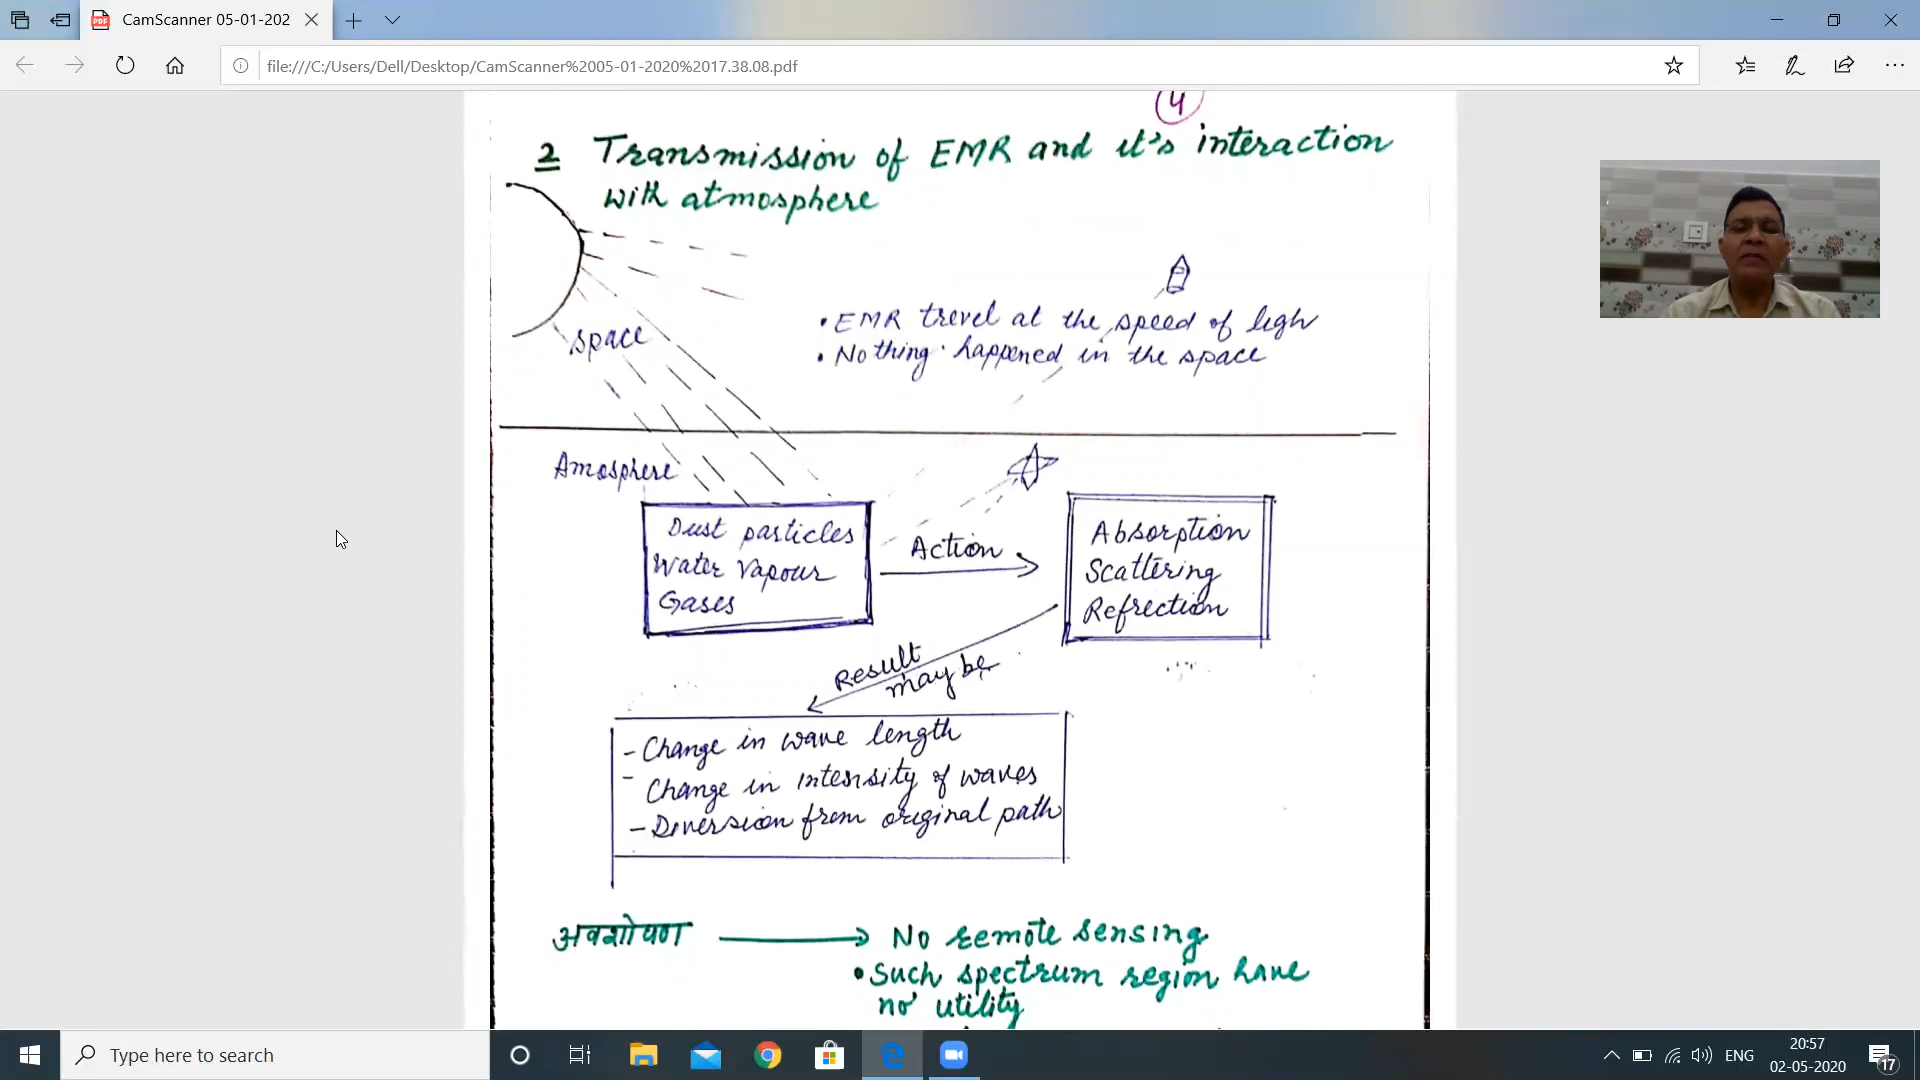 CamScanner 05-01-202
file:///C:/Users/Dell/Desktop/CamScanner%2005-01-2020%2017.38.08.pdf
4
2 Transmission of EMR and it's interaction
with atmosphere
space
• EMR trevel at the speed of ligh
• Nothing happened in the space
Amosphere
Dust particles
Water Vapour
Gases
Action
Absorption
Scattering
Refrection
Result
may be
- Change in wave length
- Change in intensity of waves
- Diversion from original path
अवशोषण → No remote sensing
• Such spectrum region have
no utility
Type here to search
ENG
20:57
02-05-2020
17